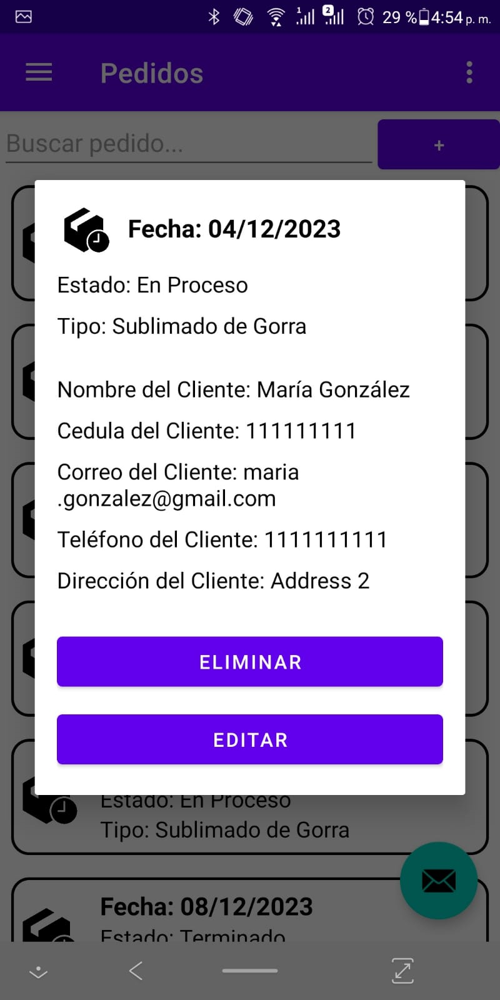 1 2 29 % 4:54 p. m.
Pedidos
Buscar pedido...
+
Fecha: 04/12/2023
Estado: En Proceso
Tipo: Sublimado de Gorra
Nombre del Cliente: María González
Cedula del Cliente: 111111111
Correo del Cliente: maria
.gonzalez@gmail.com
Teléfono del Cliente: 1111111111
Dirección del Cliente: Address 2
ELIMINAR
EDITAR
Estado: En Proceso
Tipo: Sublimado de Gorra
Fecha: 08/12/2023
Estado: Terminado